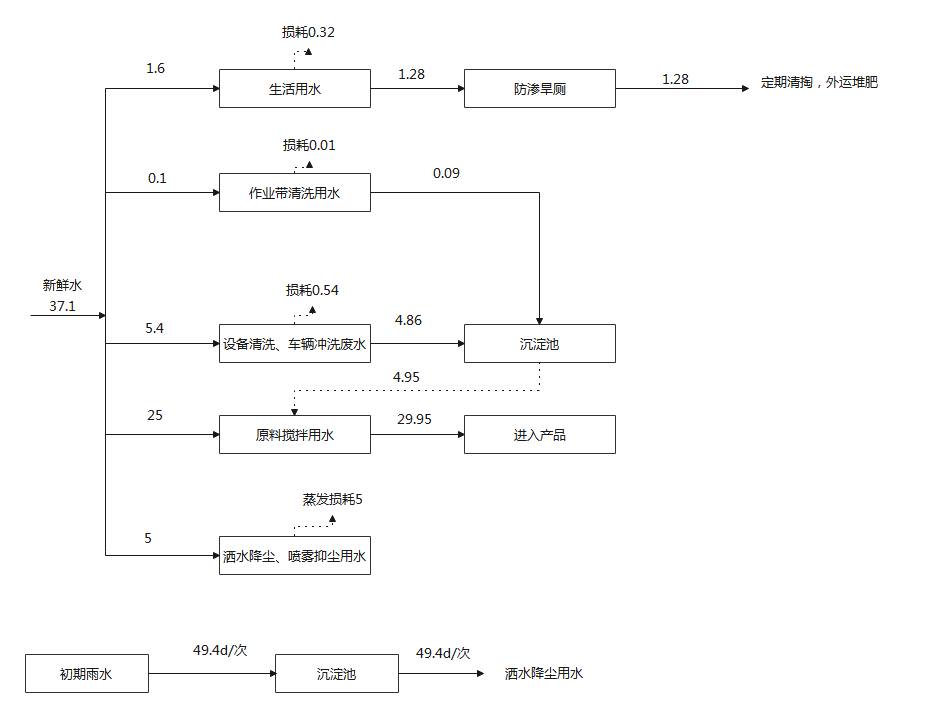 损耗0.32
1.6
生活用水
1.28
防渗旱厕
1.28
定期清掏，外运堆肥
损耗0.01
0.1
作业带清洗用水
0.09
新鲜水
37.1
损耗0.54
5.4
设备清洗、车辆冲洗废水
4.86
沉淀池
4.95
25
原料搅拌用水
29.95
进入产品
蒸发损耗5
5
洒水降尘、喷雾抑尘用水
初期雨水
49.4d/次
沉淀池
49.4d/次
洒水降尘用水